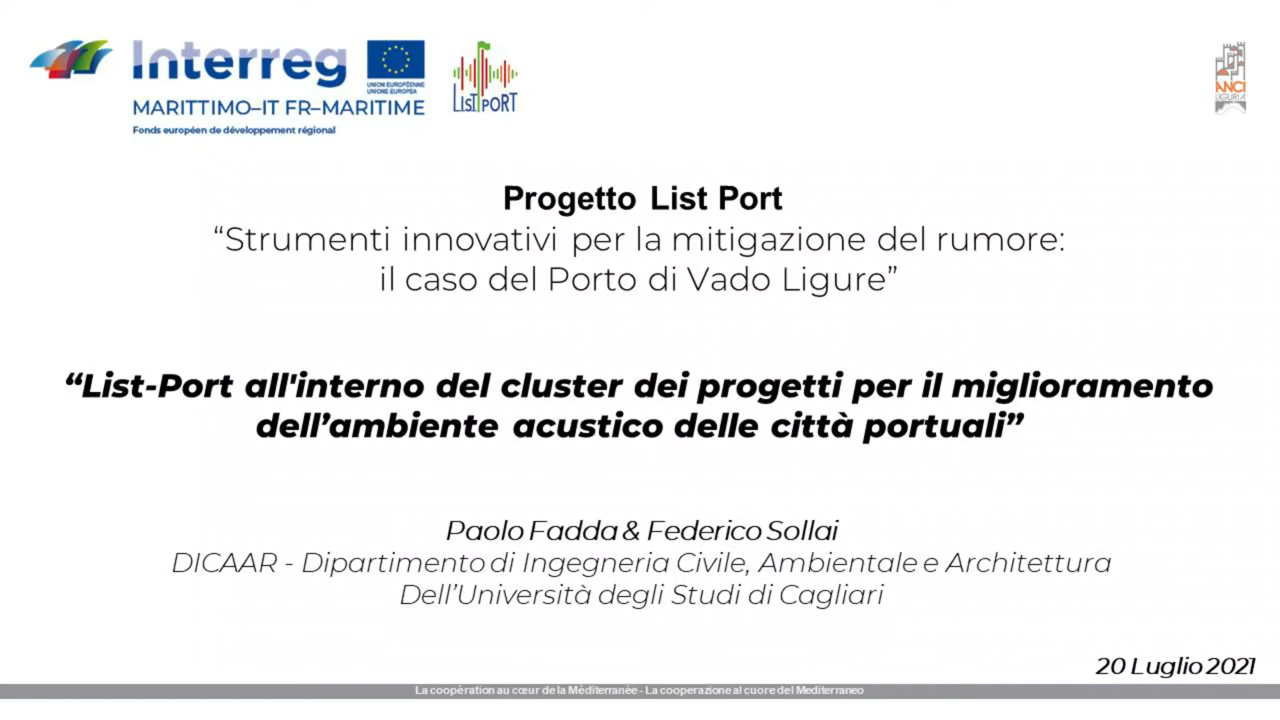 Interreg
UNION EUROPÉENNE
UNIONE EUROPEA
MARITTIMO-IT FR-MARITIME
Fonds européen de développement régional
LIST PORT
ANCI
LIGURIA
Progetto List Port
“Strumenti innovativi per la mitigazione del rumore:
il caso del Porto di Vado Ligure”
“List-Port all'interno del cluster dei progetti per il miglioramento
dell’ambiente acustico delle città portuali”
Paolo Fadda & Federico Sollai
DICAAR - Dipartimento di Ingegneria Civile, Ambientale e Architettura
Dell’Università degli Studi di Cagliari
20 Luglio 2021
La coopération au cœur de la Méditerranée - La cooperazione al cuore del Mediterraneo